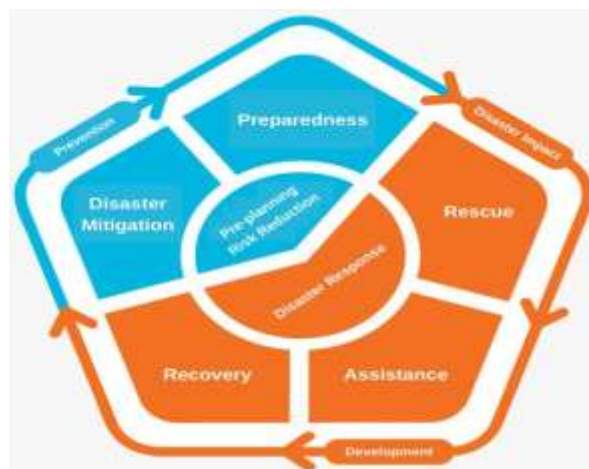 Preparedness
Prevention
Disaster Impact
Disaster
Mitigation
Pre-planning
Risk Reduction
Rescue
Disaster Response
Recovery
Assistance
Development